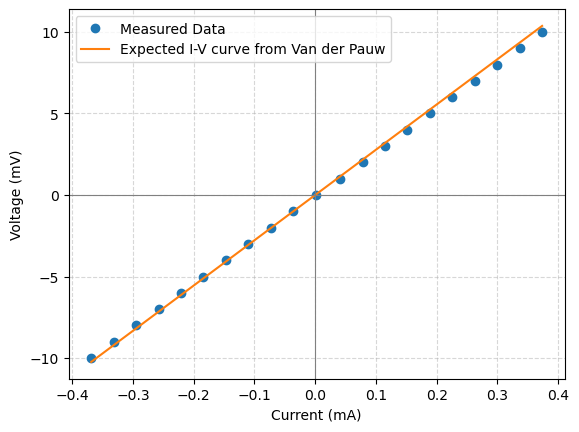 Measured Data
Expected I-V curve from Van der Pauw
10
5
0
−5
−10
Voltage (mV)
−0.4 −0.3 −0.2 −0.1 0.0 0.1 0.2 0.3 0.4
Current (mA)